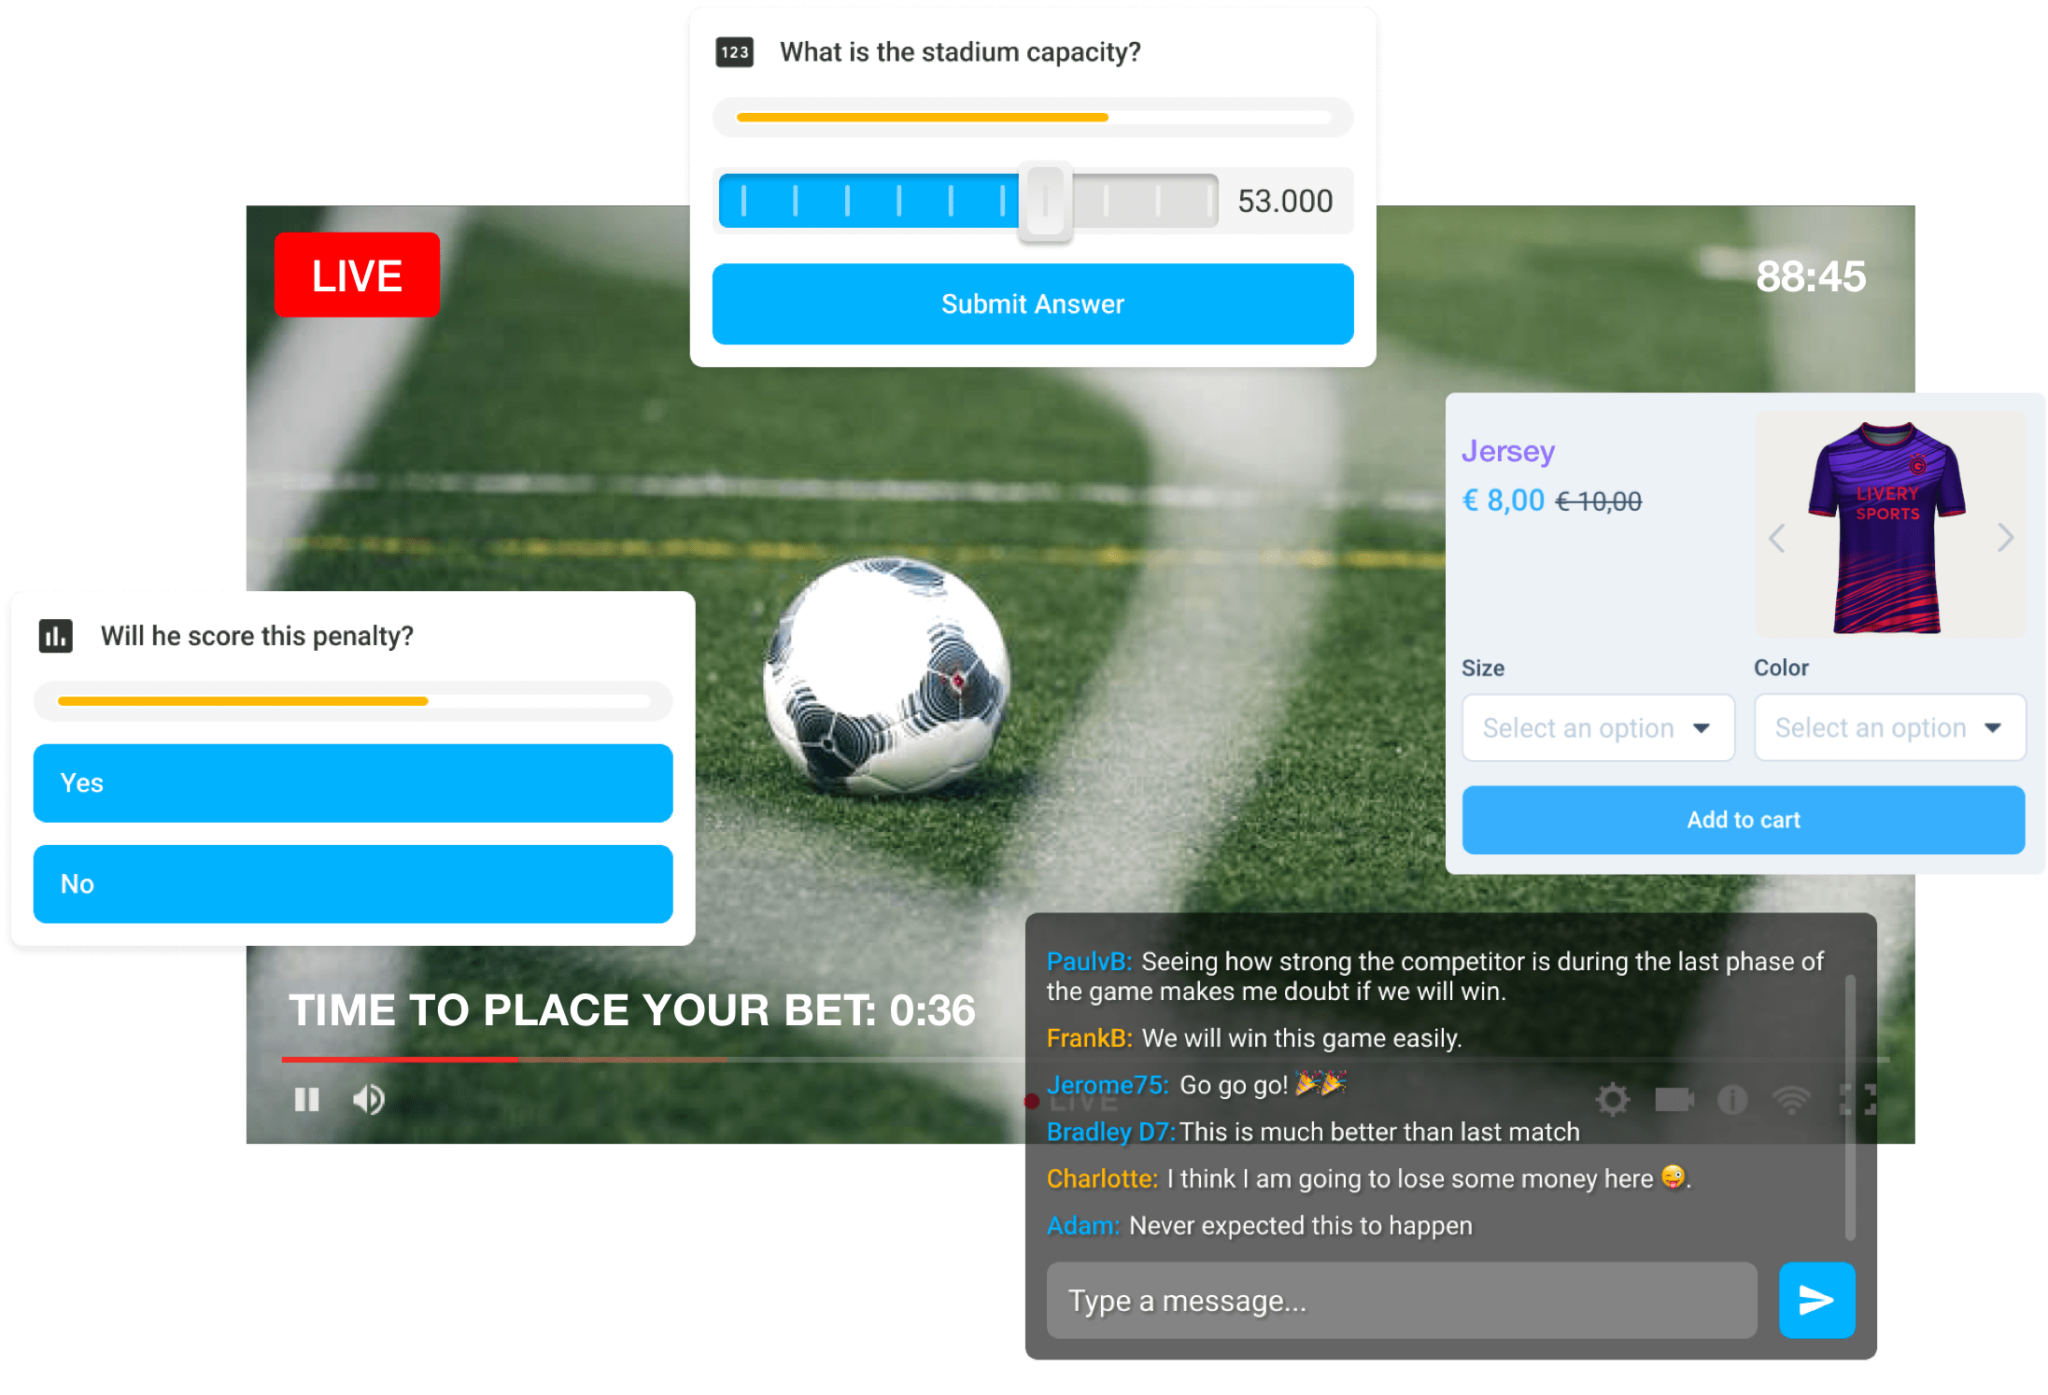 123 What is the stadium capacity?
53.000
Submit Answer
LIVE
88:45
Jersey
€ 8,00 € 10,00
LIVERY
SPORTS
Size Color
Select an option Select an option
Add to cart
Will he score this penalty?
Yes
No
TIME TO PLACE YOUR BET: 0:36
PaulvB: Seeing how strong the competitor is during the last phase of
the game makes me doubt if we will win.
FrankB: We will win this game easily.
Jerome75: Go go go! 🎉🎉
LIVE
Bradley D7: This is much better than last match
Charlotte: I think I am going to lose some money here 😜.
Adam: Never expected this to happen
Type a message...